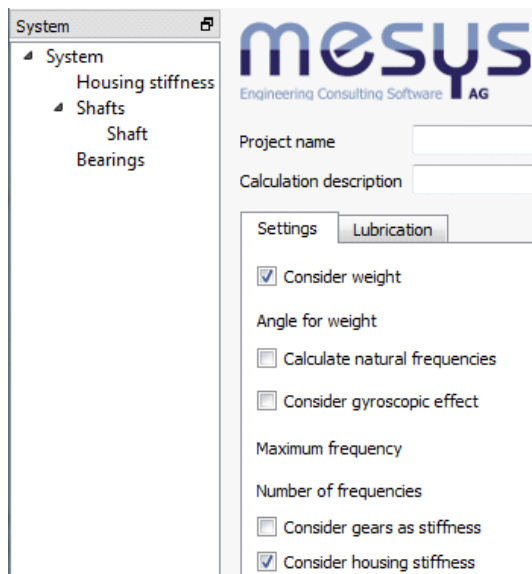 System
System
Housing stiffness
Shafts
Shaft
Bearings
mesys
Engineering Consulting Software AG
Project name
Calculation description
Settings Lubrication
Consider weight
Angle for weight
Calculate natural frequencies
Consider gyroscopic effect
Maximum frequency
Number of frequencies
Consider gears as stiffness
Consider housing stiffness